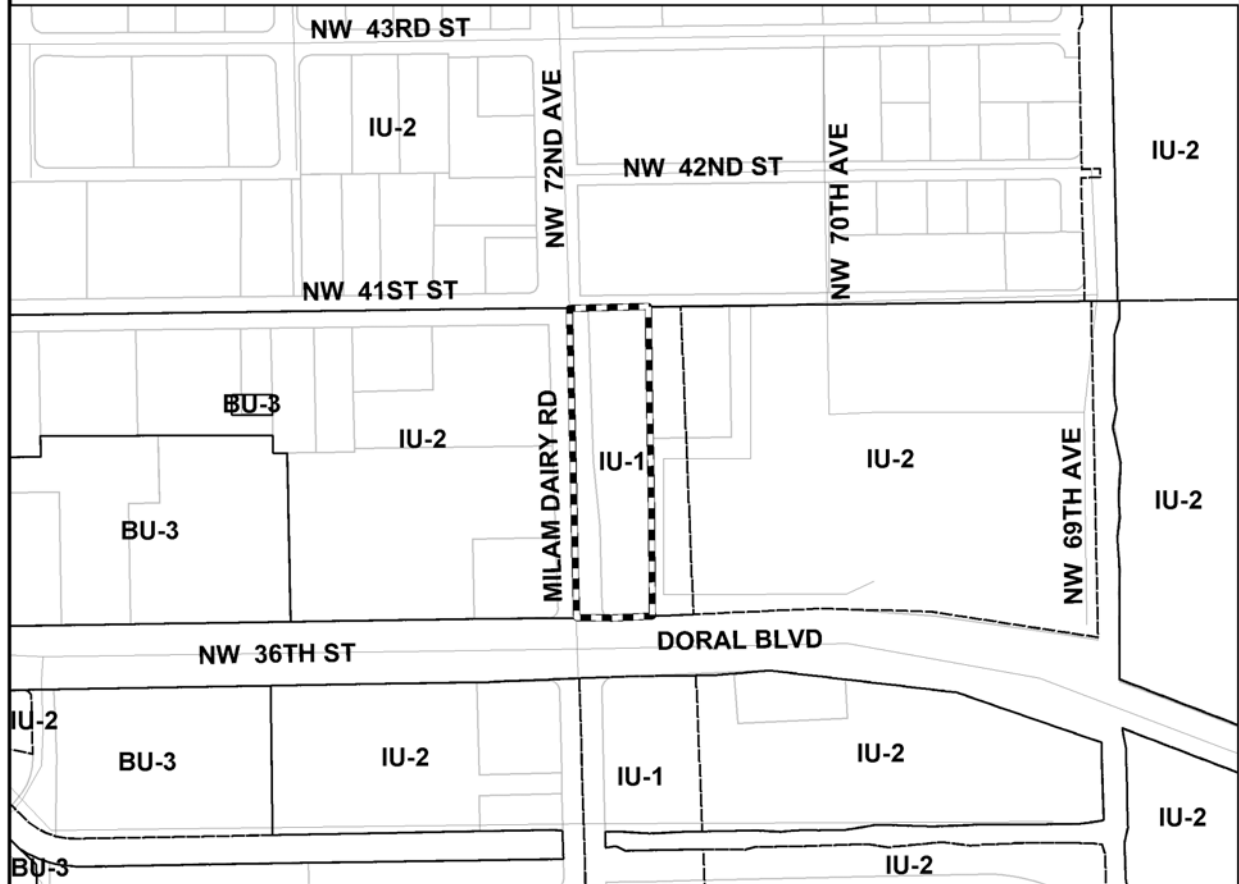 NW 43RD ST
IU-2
NW 72ND AVE
NW 42ND ST
NW 70TH AVE
IU-2
NW 41ST ST
BU-3
IU-2
MILAM DAIRY RD
IU-1
IU-2
NW 69TH AVE
IU-2
BU-3
NW 36TH ST
DORAL BLVD
IU-2
BU-3
IU-2
IU-1
IU-2
IU-2
BU-3
IU-2